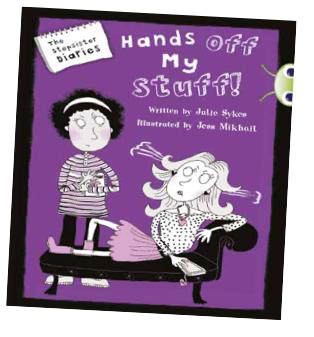 The
Stepsister
Diaries
Hands Off
My
Stuff!
Written by Julie Sykes
Illustrated by Jess Mikhail